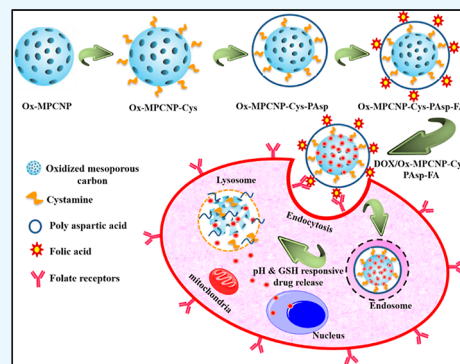 Ox-MPCNP
Ox-MPCNP-Cys
Ox-MPCNP-Cys-PAsp
Ox-MPCNP-Cys-PAsp-FA
DOX/Ox-MPCNP-Cy
PAsp-FA
Oxidized mesoporous
carbon
Cystamine
Poly aspartic acid
Folic acid
Folate receptors
Lysosome
Endocytosis
pH & GSH responsive
drug release
mitochondria
Nucleus
Endosome